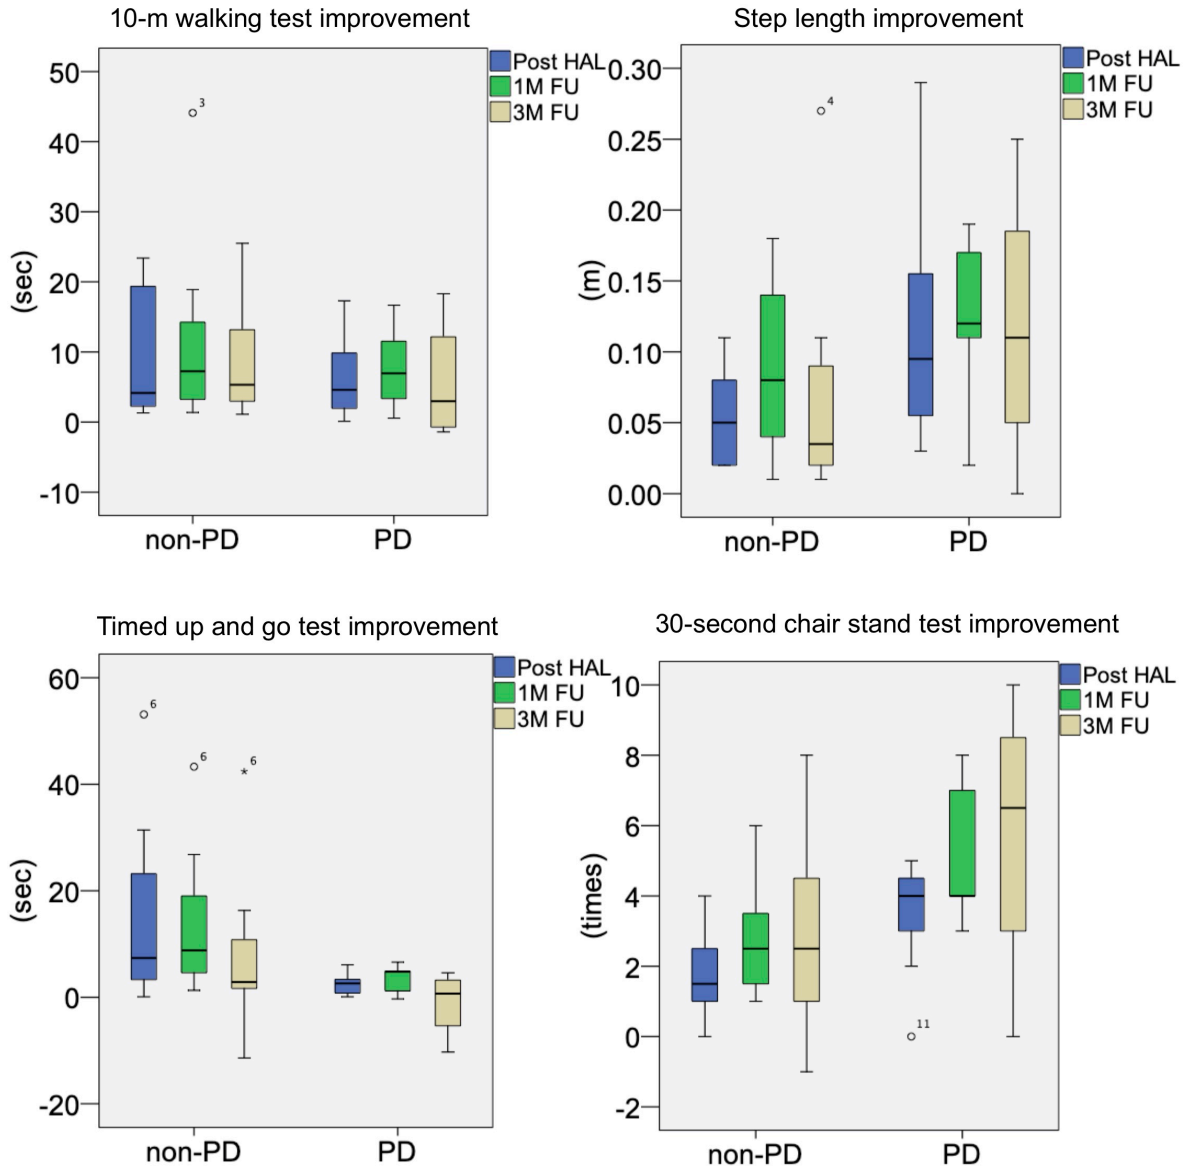 10-m walking test improvement
Post HAL
1M FU
3M FU
50
40
30
20
10
0
-10
(sec)
3
non-PD
PD
Step length improvement
Post HAL
1M FU
3M FU
0.30
0.25
0.20
0.15
0.10
0.05
0.00
(m)
4
non-PD
PD
Timed up and go test improvement
Post HAL
1M FU
3M FU
60
40
20
0
-20
(sec)
6
6
* 6
non-PD
PD
30-second chair stand test improvement
Post HAL
1M FU
3M FU
10
8
6
4
2
0
-2
(times)
11
non-PD
PD